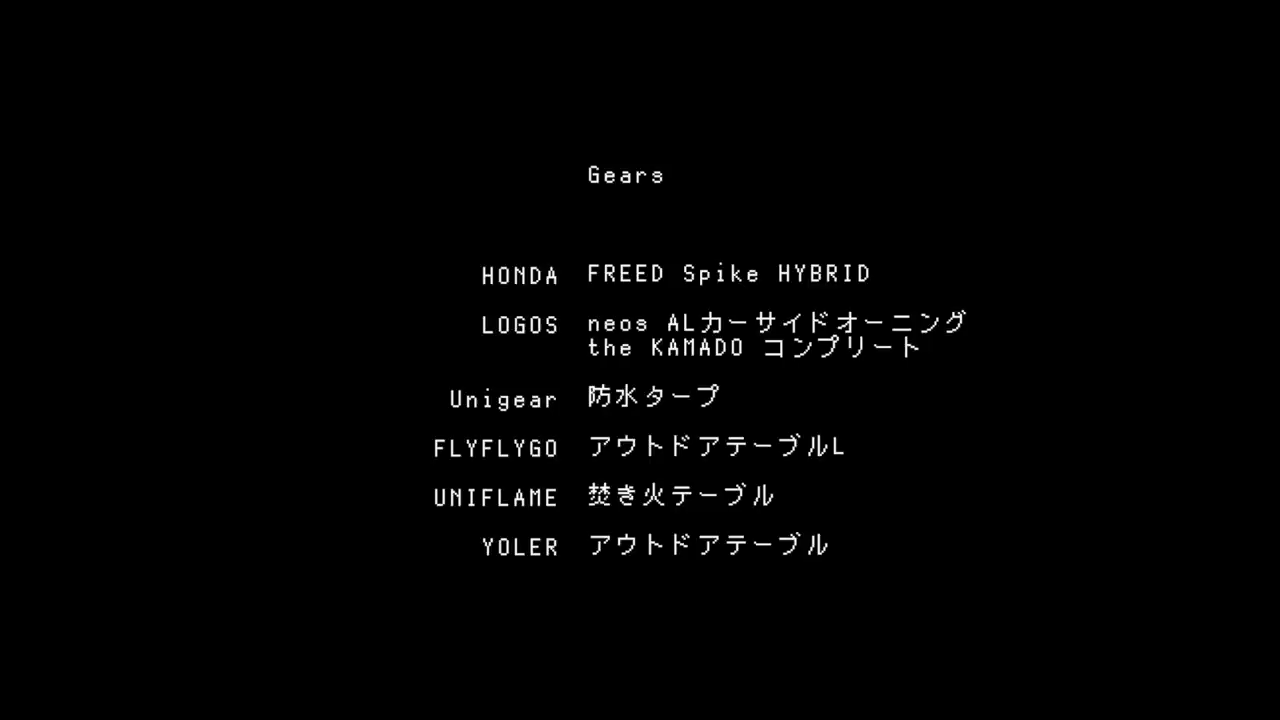 Gears
HONDA FREED Spike HYBRID
LOGOS neos ALカーサイドオーニング
the KAMADO コンプリート
Unigear 防水タープ
FLYFLYGO アウトドアテーブルL
UNIFLAME 焚き火テーブル
YOLER アウトドアテーブル